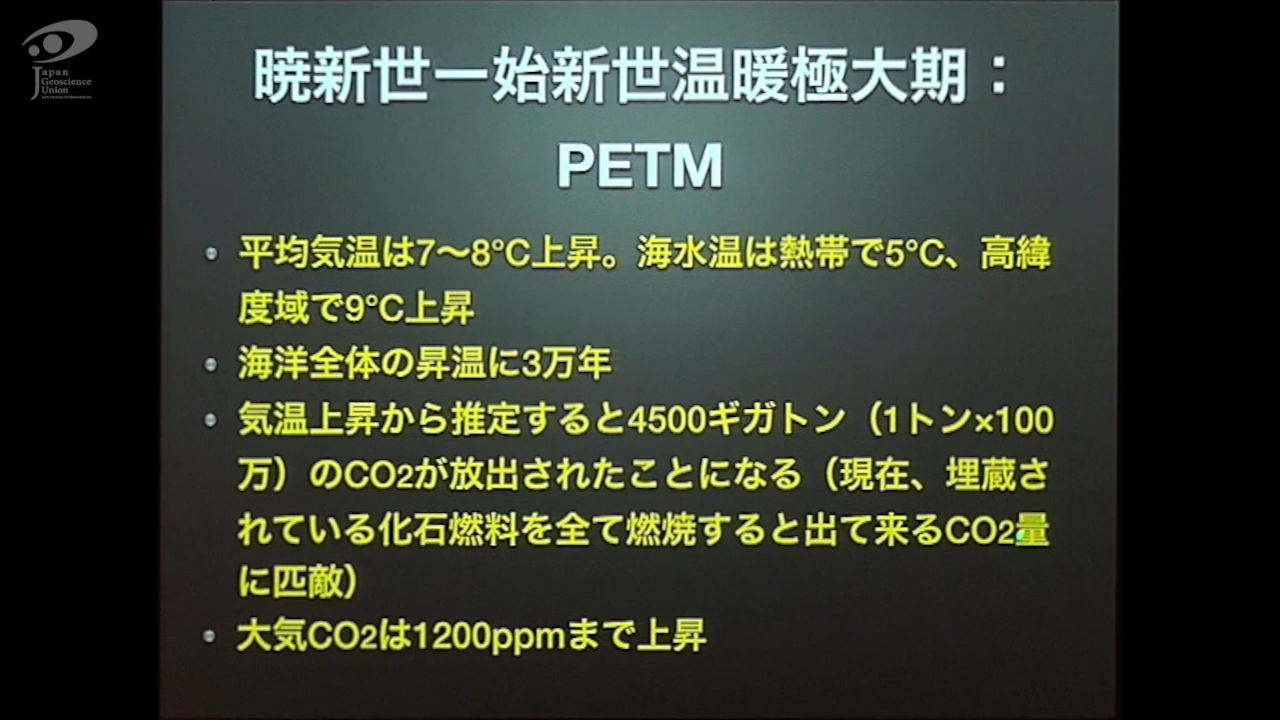 Japan
Geoscience
Union
暁新世ー始新世温暖極大期：
PETM
• 平均気温は7〜8℃上昇。海水温は熱帯で5℃、高緯
度域で9℃上昇
• 海洋全体の昇温に3万年
• 気温上昇から推定すると4500ギガトン（1トン×100
万）のCO2が放出されたことになる（現在、埋蔵さ
れている化石燃料を全て燃焼すると出て来るCO2量
に匹敵）
• 大気CO2は1200ppmまで上昇